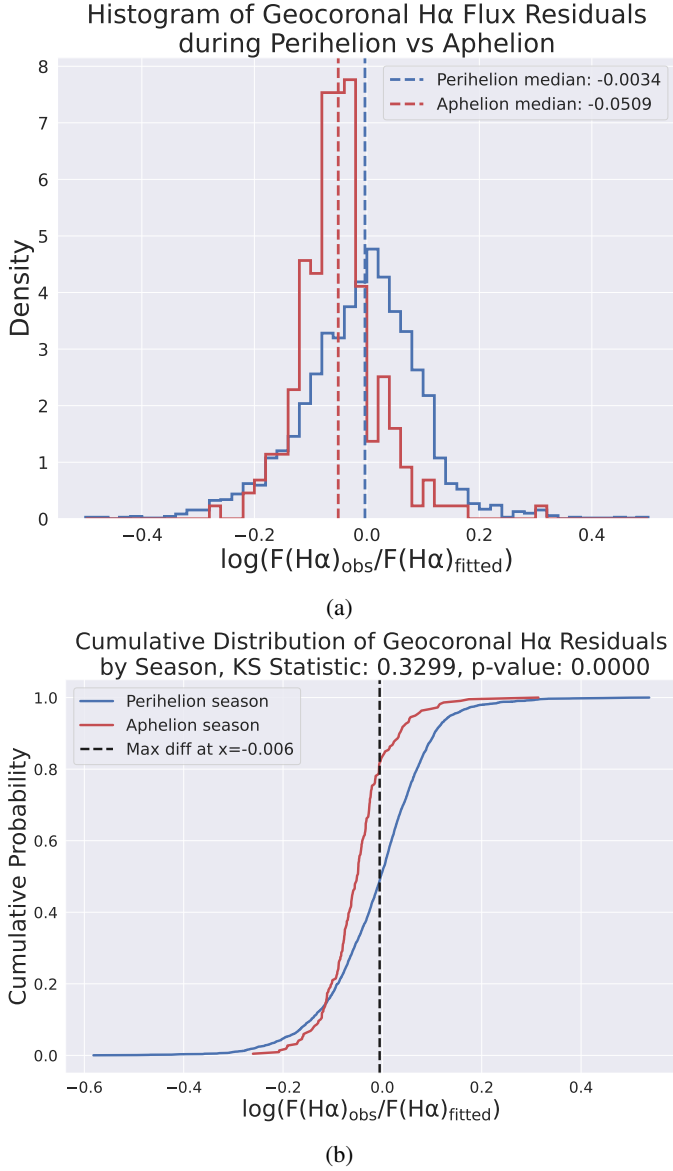 Histogram of Geocoronal Hα Flux Residuals
during Perihelion vs Aphelion
Perihelion median: -0.0034
Aphelion median: -0.0509
8
7
6
5
4
3
2
1
0
Density
−0.4
−0.2
0.0
0.2
0.4
log(F(Hα)obs/F(Hα)fitted)
(a)
Cumulative Distribution of Geocoronal Hα Residuals
by Season, KS Statistic: 0.3299, p-value: 0.0000
Perihelion season
Aphelion season
Max diff at x=-0.006
1.0
0.8
0.6
0.4
0.2
0.0
Cumulative Probability
−0.6
−0.4
−0.2
0.0
0.2
0.4
log(F(Hα)obs/F(Hα)fitted)
(b)